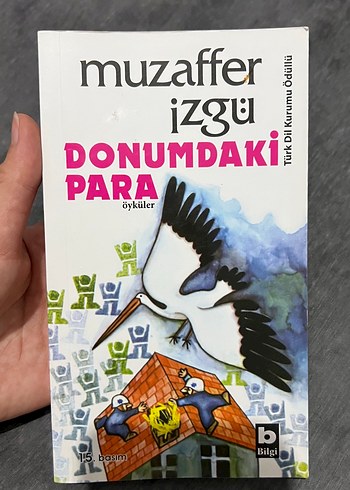 muzaffer
izgü
DONUMDAKİ
PARA
öyküler
Türk Dil Kurumu Ödüllü
15. basım
b
Bilgi